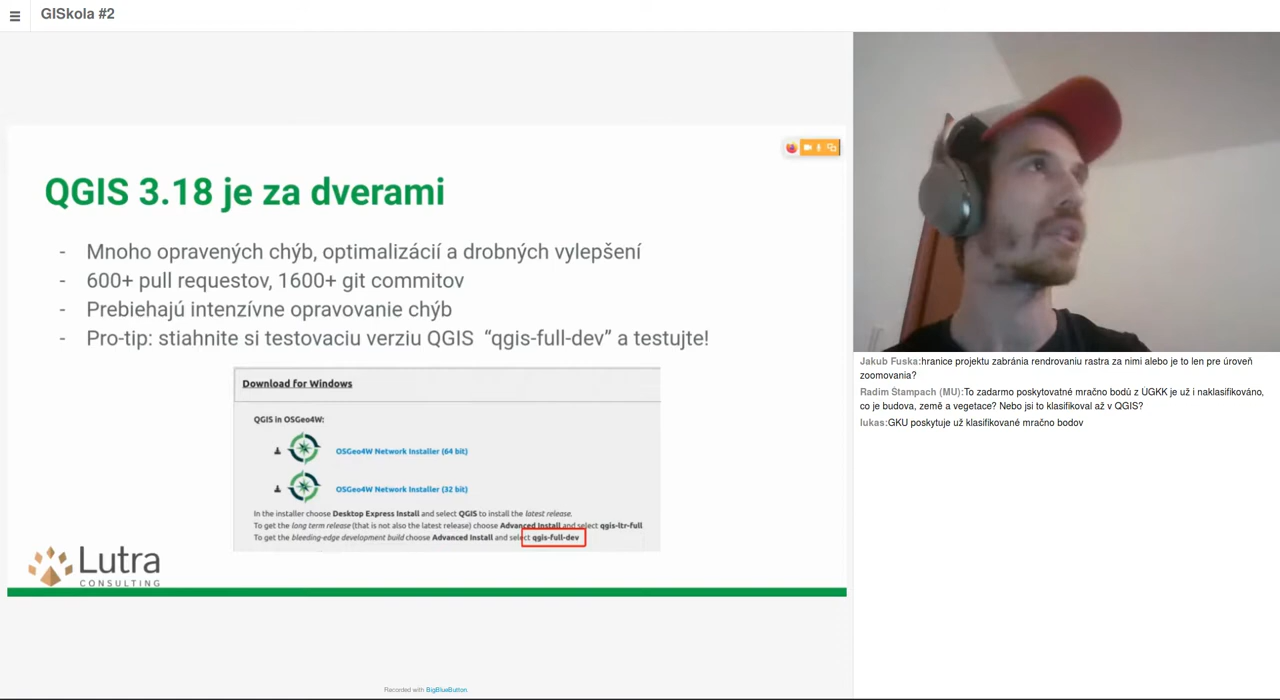 GISkola #2
QGIS 3.18 je za dverami
- Mnoho opravených chýb, optimalizácií a drobných vylepšení
- 600+ pull requestov, 1600+ git commitov
- Prebiehajú intenzívne opravovanie chýb
- Pro-tip: stiahnite si testovaciu verziu QGIS “qgis-full-dev” a testujte!
Download for Windows
QGIS in OSGeo4W:
OSGeo4W Network Installer (64 bit)
OSGeo4W Network Installer (32 bit)
In the installer choose Desktop Express Install and select QGIS to install the latest release.
To get the long term release (that is not also the latest release) choose Advanced Install and select qgis-ltr-full
To get the bleeding-edge development build choose Advanced Install and select qgis-full-dev
Lutra
CONSULTING
Recorded with BigBlueButton
Jakub Fuska:hranice projektu zabránia rendrovaniu rastra za nimi alebo je to len pre úroveň
zoomovania?
Radim Štampach (MU):To zadarmo poskytovatné mračno bodů z ÚGKK je už i naklasifikováno,
co je budova, země a vegetace? Nebo jsi to klasifikoval až v QGIS?
lukas:GKU poskytuje už klasifikované mračno bodov